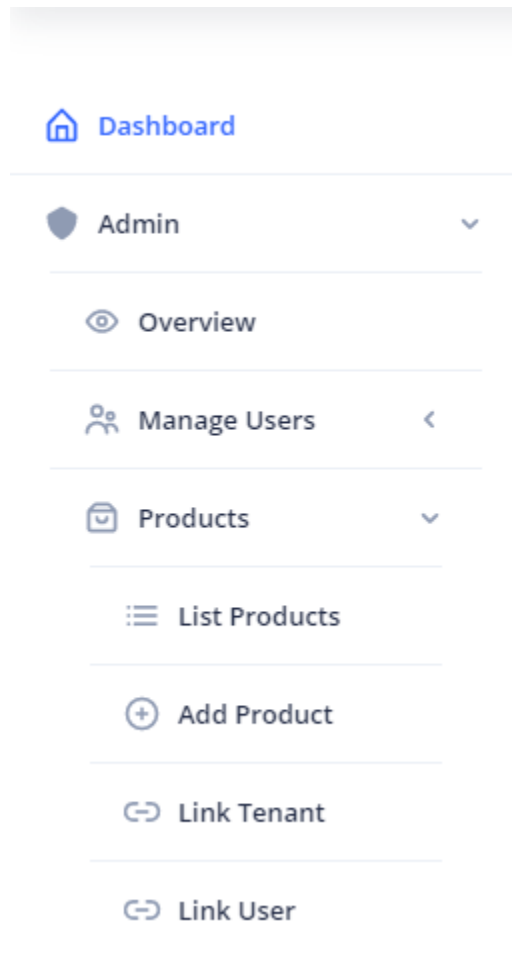 Dashboard
Admin
Overview
Manage Users
Products
List Products
Add Product
Link Tenant
Link User